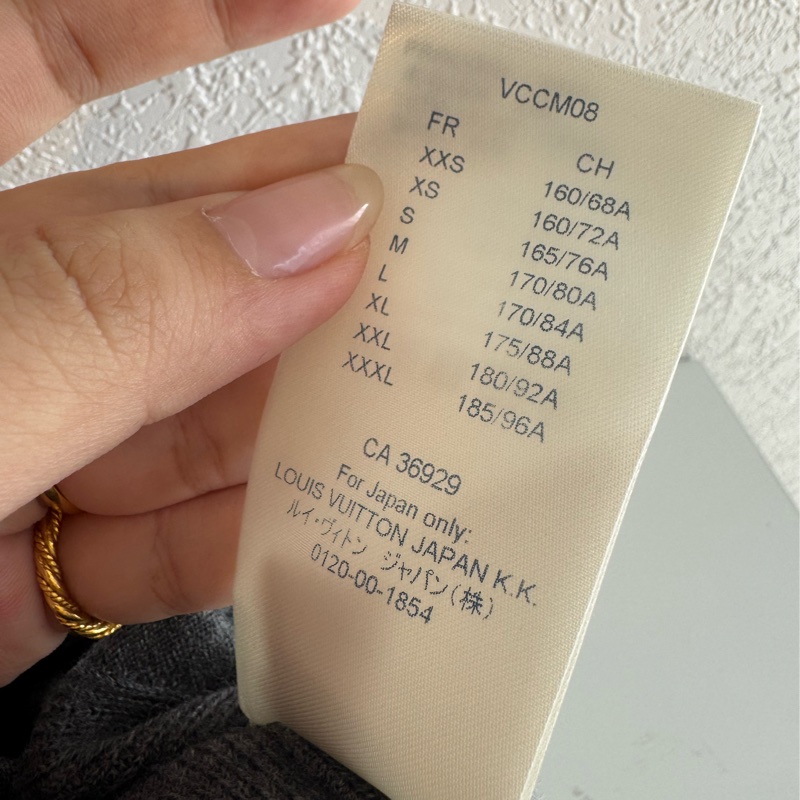 VCCM08
FR CH
XXS 160/68A
XS 160/72A
S 165/76A
M 170/80A
L 170/84A
XL 175/88A
XXL 180/92A
XXXL 185/96A
CA 36929
For Japan only:
LOUIS VUITTON JAPAN K.K.
ルイ・ヴィトン ジャパン(株)
0120-00-1854